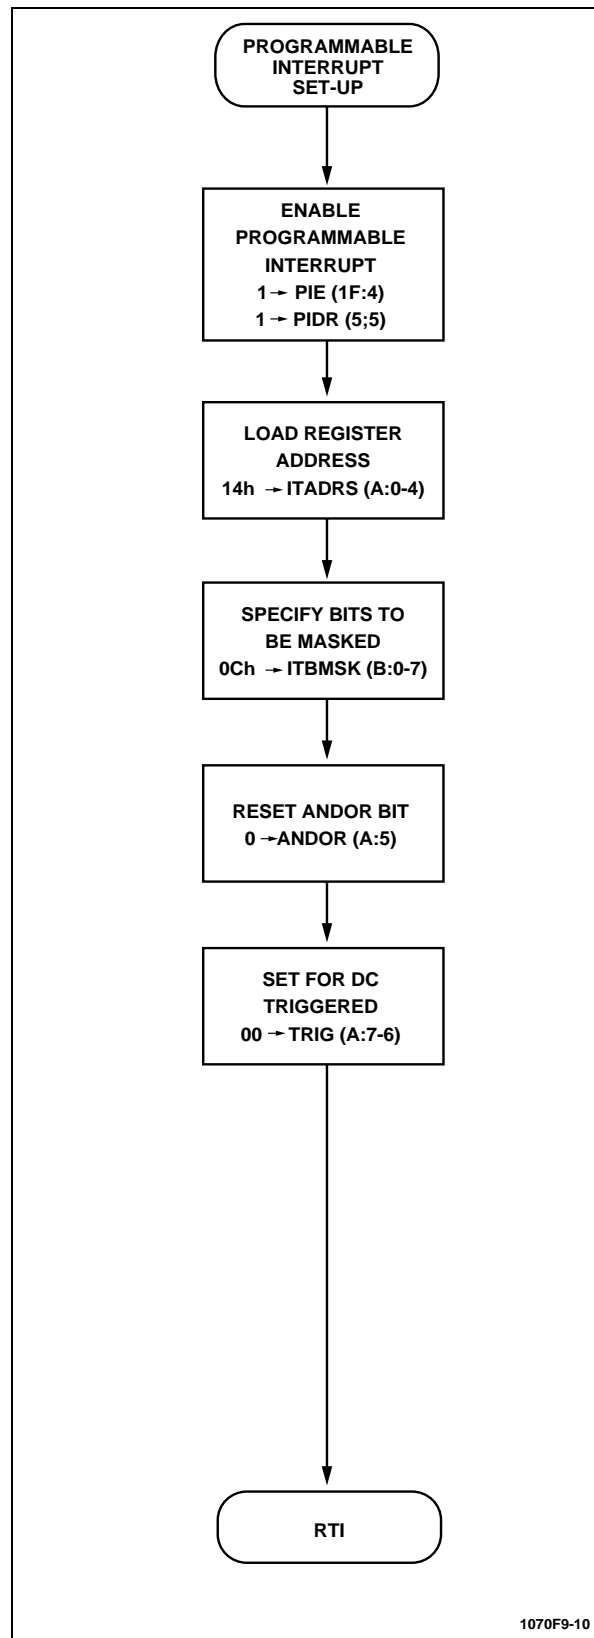 PROGRAMMABLE
INTERRUPT
SET-UP
ENABLE
PROGRAMMABLE
INTERRUPT
1→ PIE (1F:4)
1→ PIDR (5;5)
LOAD REGISTER
ADDRESS
14h → ITADRS (A:0-4)
SPECIFY BITS TO
BE MASKED
0Ch → ITBMSK (B:0-7)
RESET ANDOR BIT
0→ANDOR (A:5)
SET FOR DC
TRIGGERED
00→TRIG (A:7-6)
RTI
1070F9-10